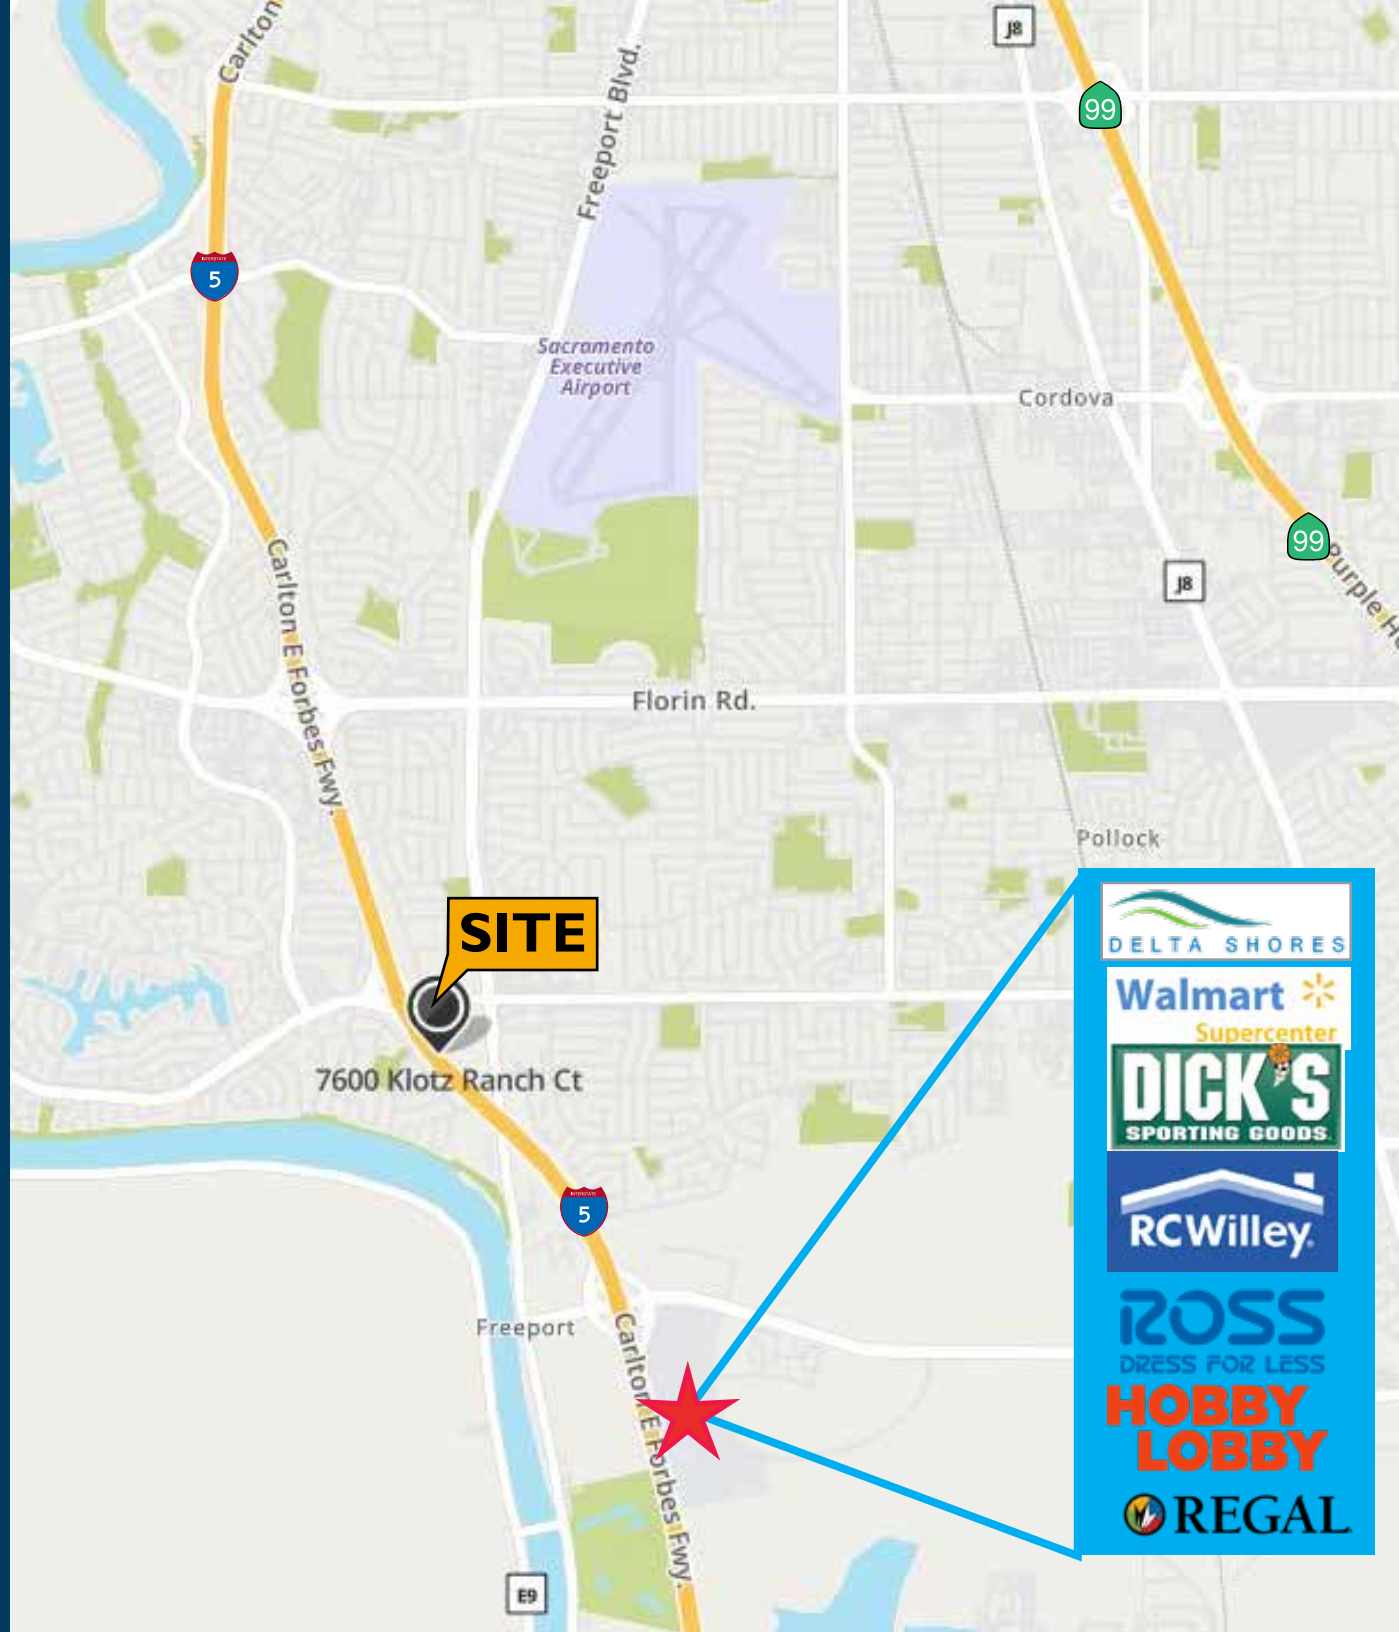 Carlton
J8
99
Freeport Blvd.
INTERSTATE
5
Sacramento
Executive
Airport
Cordova
99
Purple H
J8
Carlton E Forbes Fwy.
Florin Rd.
Pollock
SITE
7600 Klotz Ranch Ct
DELTA SHORES
Walmart
Supercenter
DICK'S
SPORTING GOODS
RCWilley
ROSS
DRESS FOR LESS
HOBBY
LOBBY
REGAL
INTERSTATE
5
Freeport
Carlton E Forbes Fwy.
E9